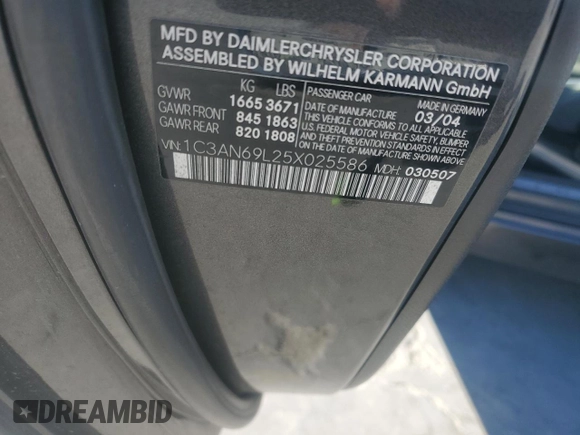 MFD BY DAIMLERCHRYSLER CORPORATION
ASSEMBLED BY WILHELM KARMANN GmbH
KG LBS PASSENGER CAR MADE IN GERMANY
GVWR 1665 3671 DATE OF MANUFACTURE 03/04
GAWR FRONT 845 1863
GAWR REAR 820 1808
THIS VEHICLE CONFORMS TO ALL APPLICABLE
U.S. FEDERAL MOTOR VEHICLE SAFETY, BUMPER,
AND THEFT PREVENTION STANDARDS IN EFFECT
ON THE DATE OF MANUFACTURE SHOWN ABOVE.
VIN: 1C3AN69L25X025586 MDH: 030507
DREAMBID